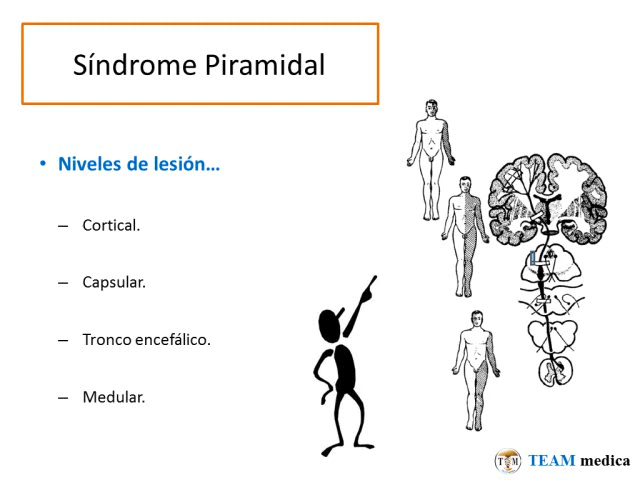 Síndrome Piramidal
• Niveles de lesión...
– Cortical.
– Capsular.
– Tronco encefálico.
– Medular.
T M
TEAM medica